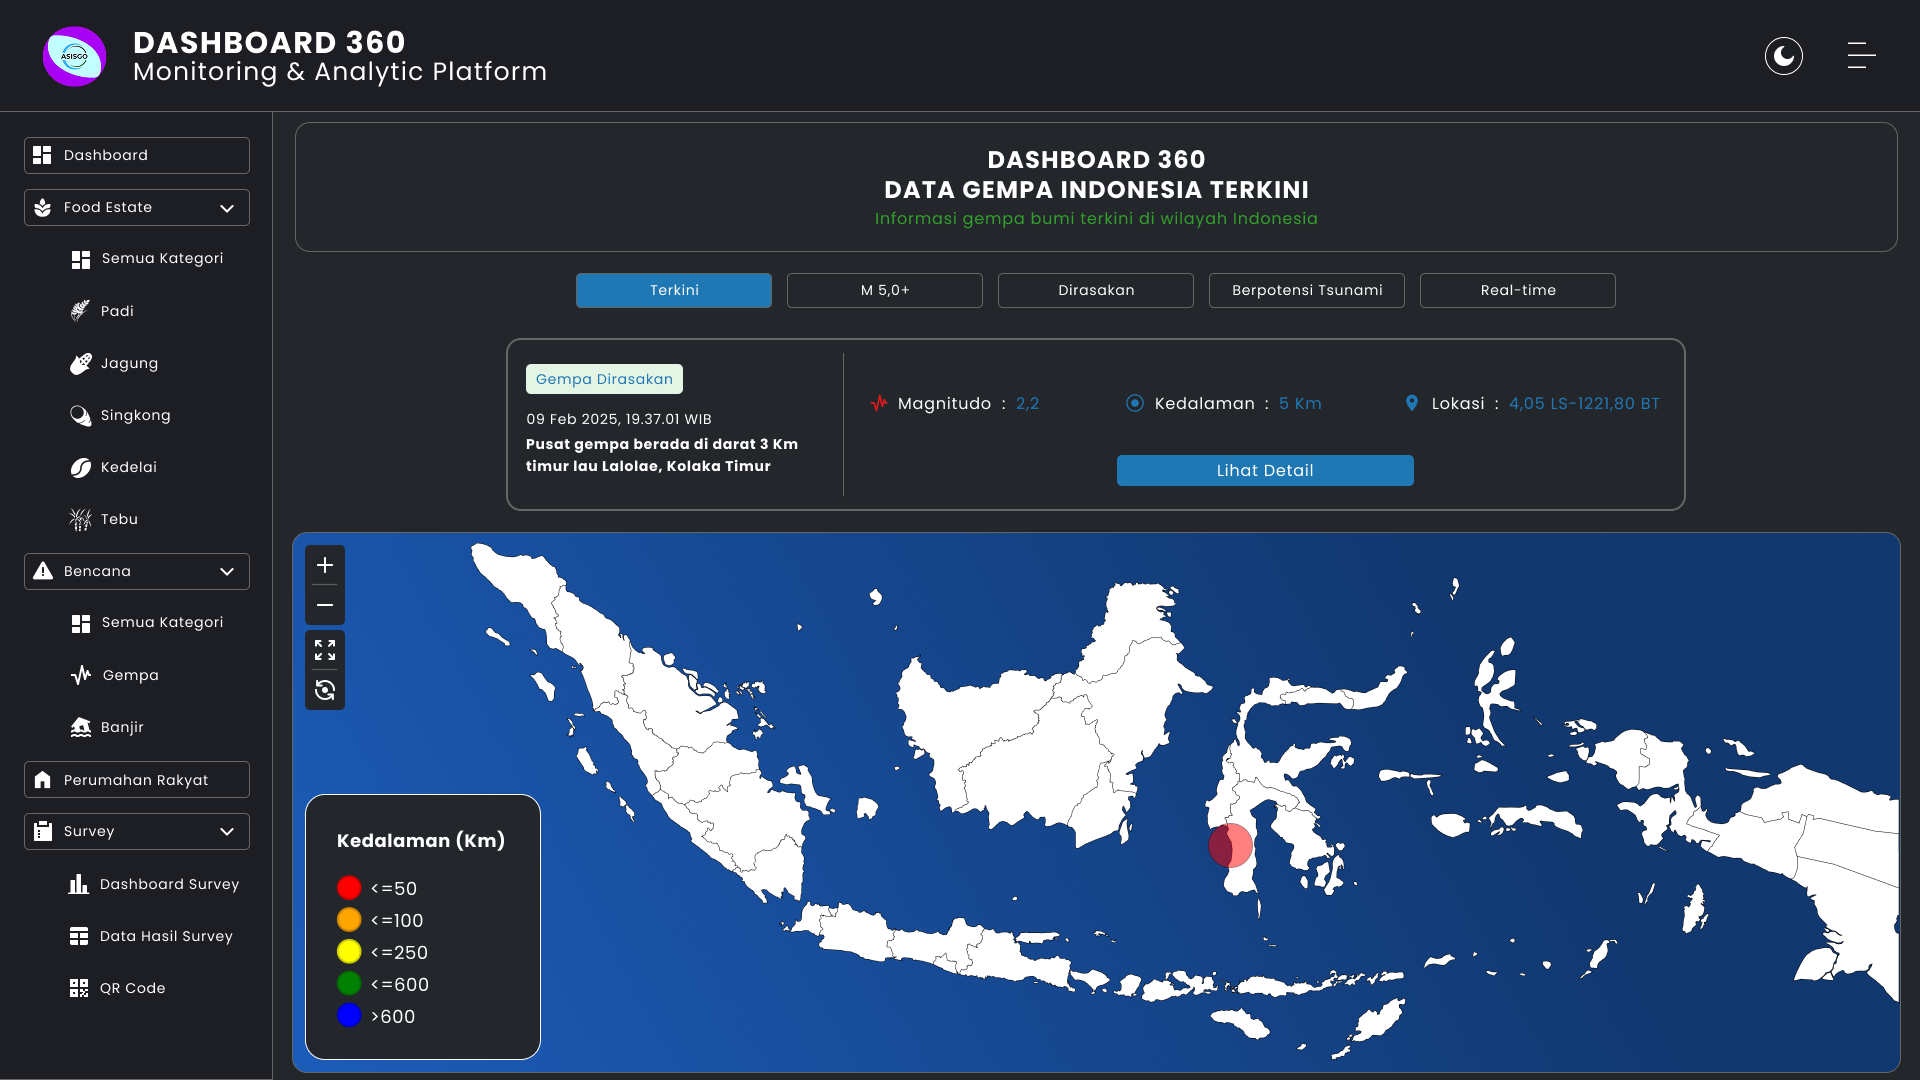 ASISGO
DASHBOARD 360
Monitoring & Analytic Platform
Dashboard
Food Estate
Semua Kategori
Padi
Jagung
Singkong
Kedelai
Tebu
Bencana
Semua Kategori
Gempa
Banjir
Perumahan Rakyat
Survey
Dashboard Survey
Data Hasil Survey
QR Code
DASHBOARD 360
DATA GEMPA INDONESIA TERKINI
Informasi gempa bumi terkini di wilayah Indonesia
Terkini
M 5,0+
Dirasakan
Berpotensi Tsunami
Real-time
Gempa Dirasakan
09 Feb 2025, 19.37.01 WIB
Pusat gempa berada di darat 3 Km
timur lau Lalolae, Kolaka Timur
Magnitudo : 2,2
Kedalaman : 5 Km
Lokasi : 4,05 LS-1221,80 BT
Lihat Detail
Kedalaman (Km)
<=50
<=100
<=250
<=600
>600